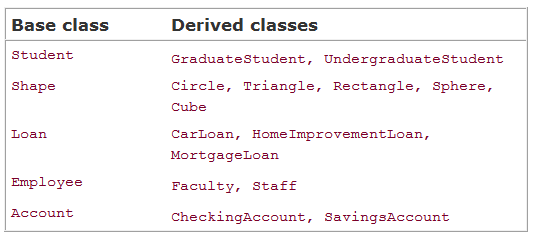 Base class Derived classes
Student GraduateStudent, UndergraduateStudent
Shape Circle, Triangle, Rectangle, Sphere,
Cube
Loan CarLoan, HomeImprovementLoan,
MortgageLoan
Employee Faculty, Staff
Account CheckingAccount, SavingsAccount